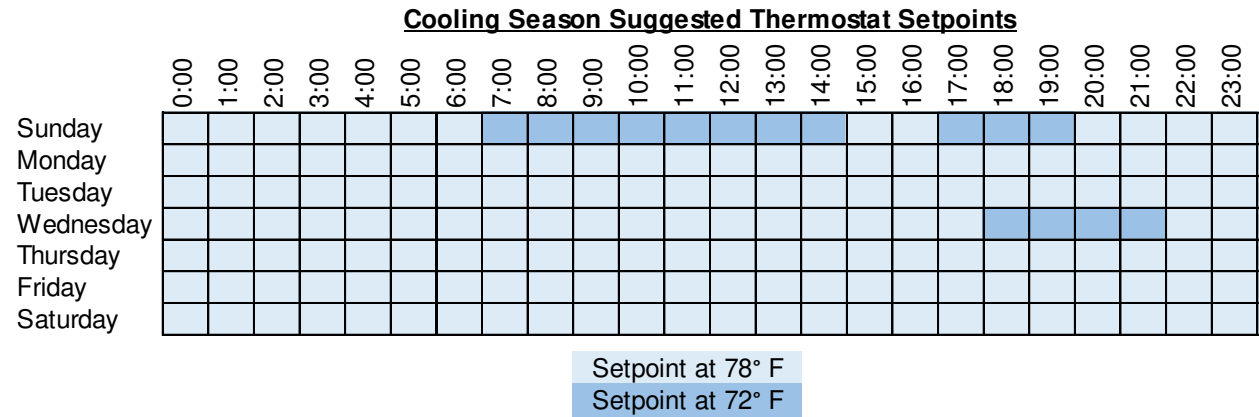 Cooling Season Suggested Thermostat Setpoints
0:00 1:00 2:00 3:00 4:00 5:00 6:00 7:00 8:00 9:00 10:00 11:00 12:00 13:00 14:00 15:00 16:00 17:00 18:00 19:00 20:00 21:00 22:00 23:00
Sunday
Monday
Tuesday
Wednesday
Thursday
Friday
Saturday
Setpoint at 78° F
Setpoint at 72° F